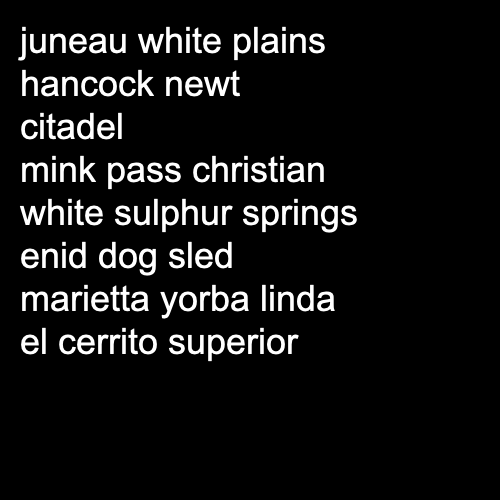 juneau white plains
hancock newt
citadel
mink pass christian
white sulphur springs
enid dog sled
marietta yorba linda
el cerrito superior